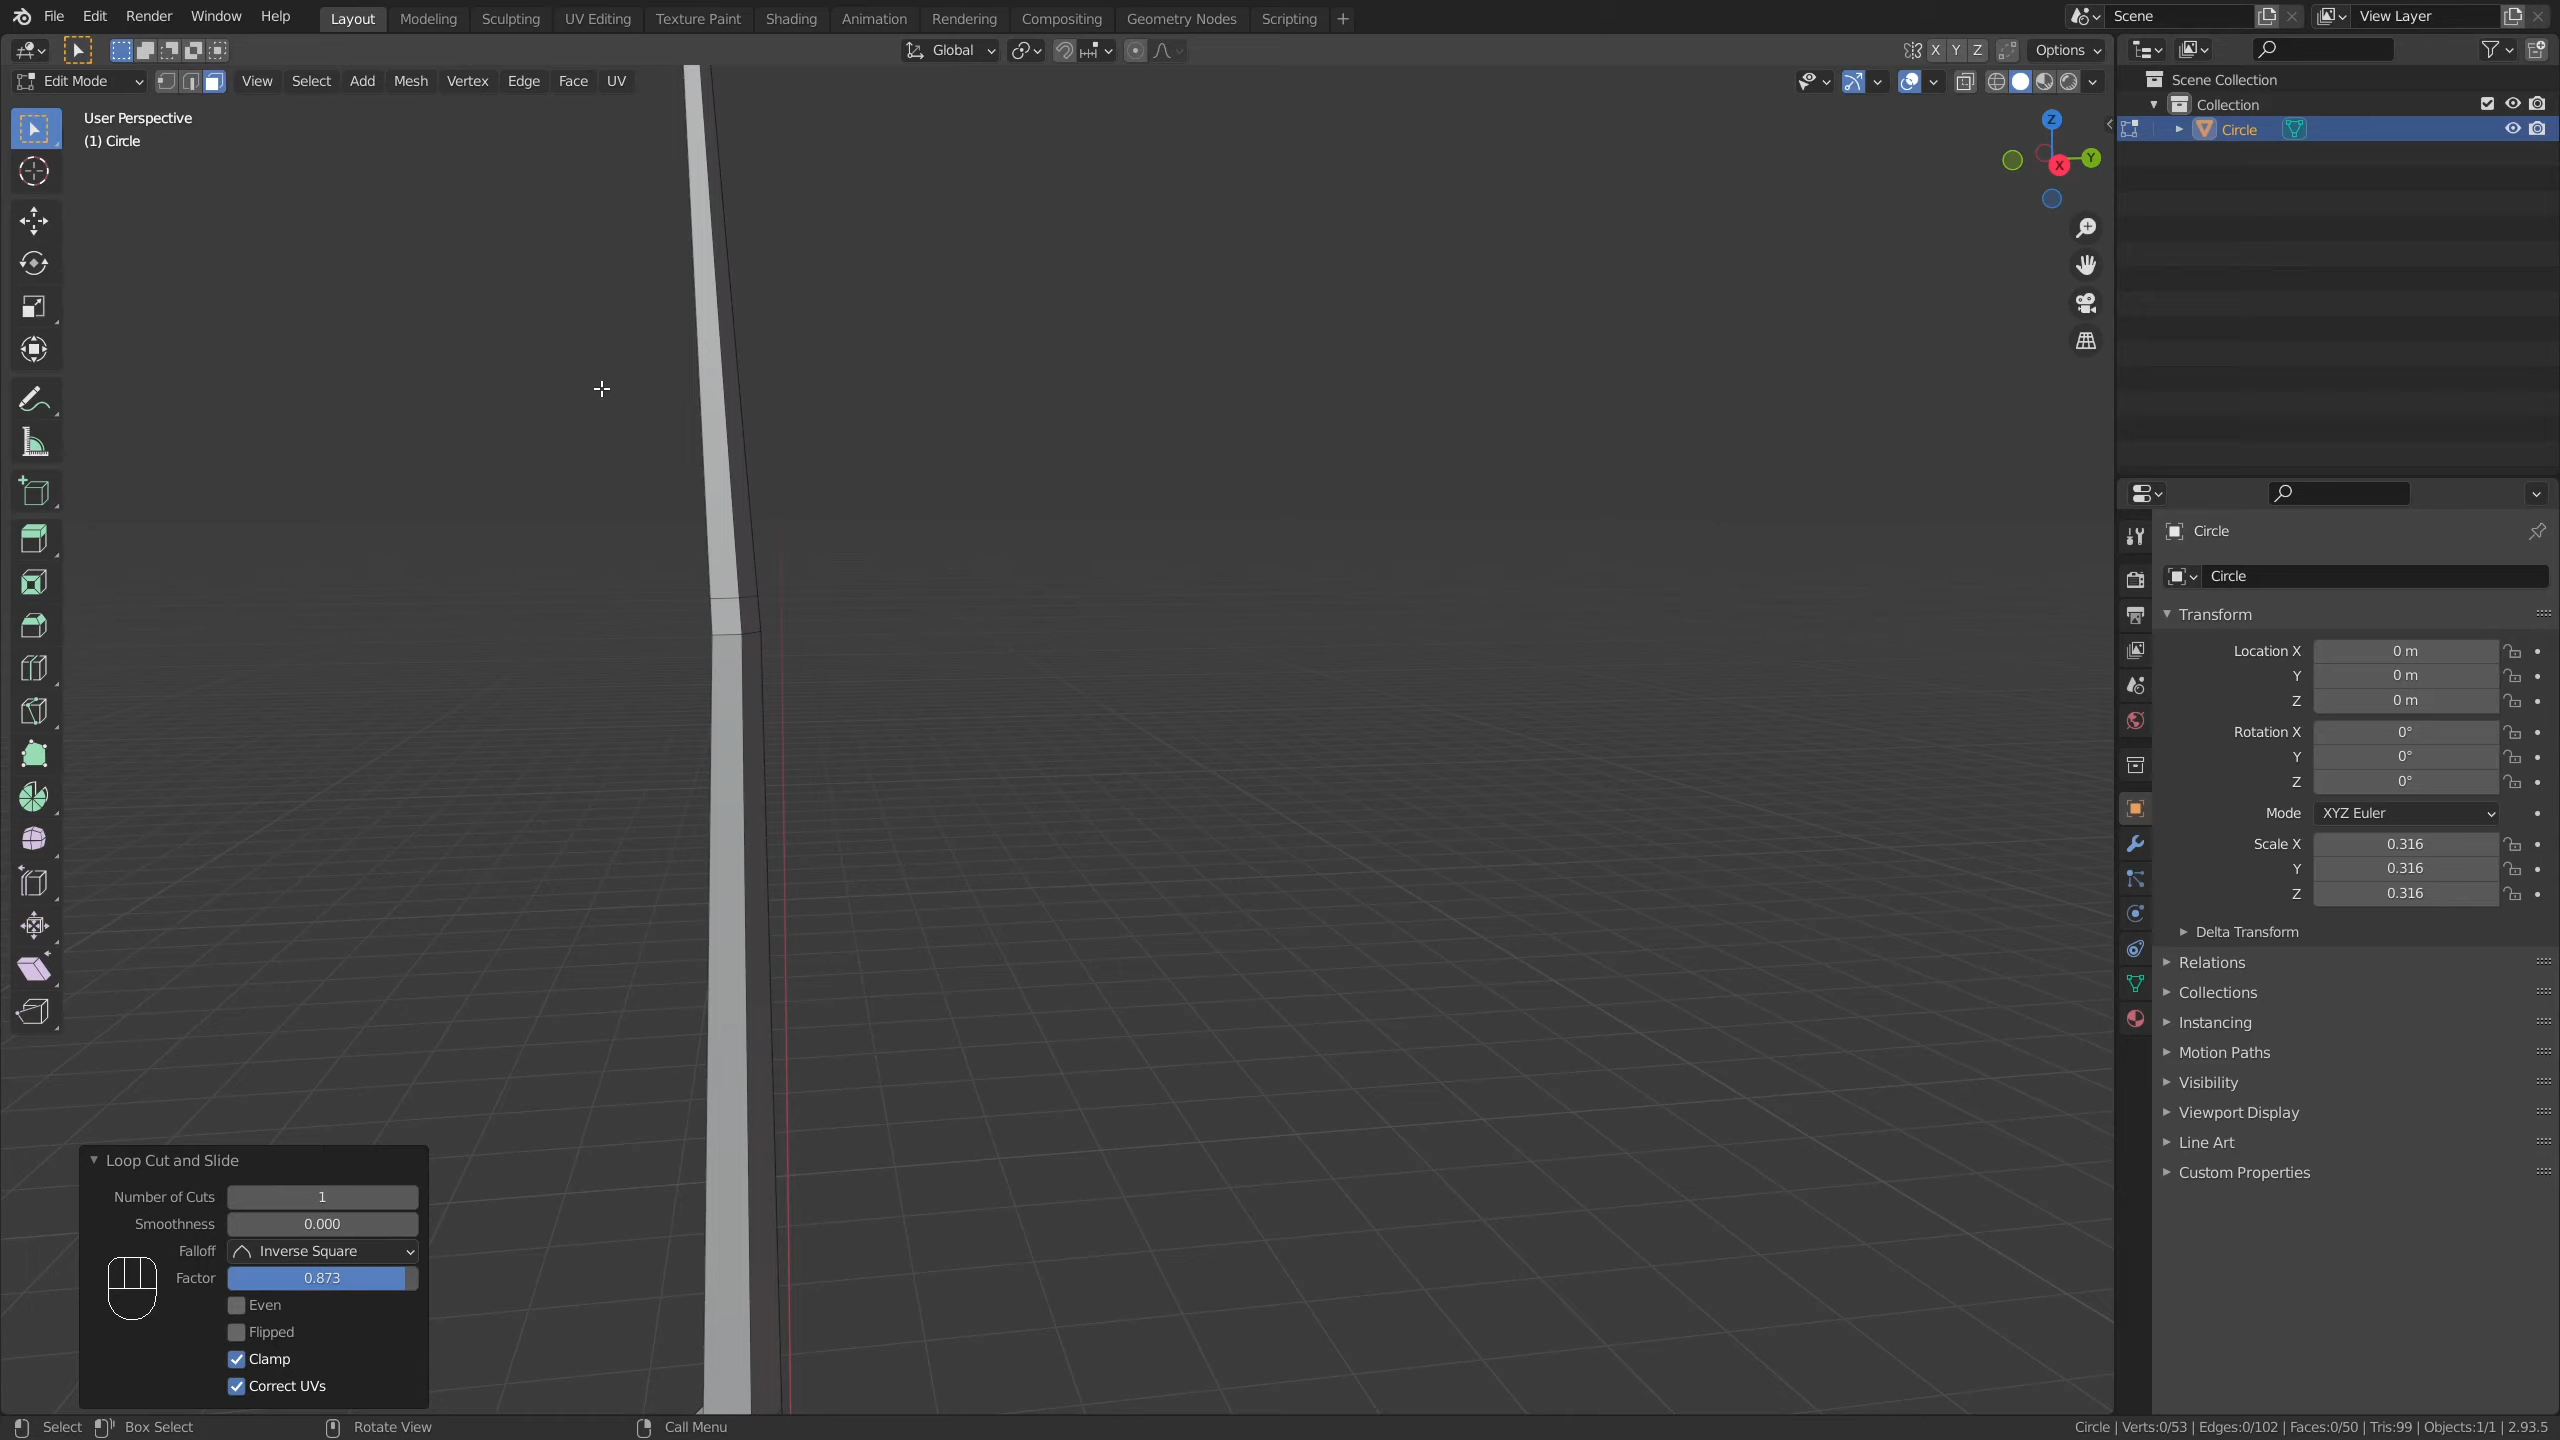 File Edit Render Window Help
Layout Modeling Sculpting UV Editing Texture Paint Shading Animation Rendering Compositing Geometry Nodes Scripting +
Scene
View Layer
Global
X Y Z
Options
Edit Mode
View Select Add Mesh Vertex Edge Face UV
User Perspective
(1) Circle
Z
Y
X
Scene Collection
Collection
Circle
Circle
Circle
Transform
Location X 0 m
Y 0 m
Z 0 m
Rotation X 0°
Y 0°
Z 0°
Mode XYZ Euler
Scale X 0.316
Y 0.316
Z 0.316
Delta Transform
Relations
Collections
Instancing
Motion Paths
Visibility
Viewport Display
Line Art
Custom Properties
Loop Cut and Slide
Number of Cuts 1
Smoothness 0.000
Falloff Inverse Square
Factor 0.873
Even
Flipped
Clamp
Correct UVs
Select Box Select Rotate View Call Menu
Circle | Verts:0/53 | Edges:0/102 | Faces:0/50 | Tris:99 | Objects:1/1 | 2.93.5